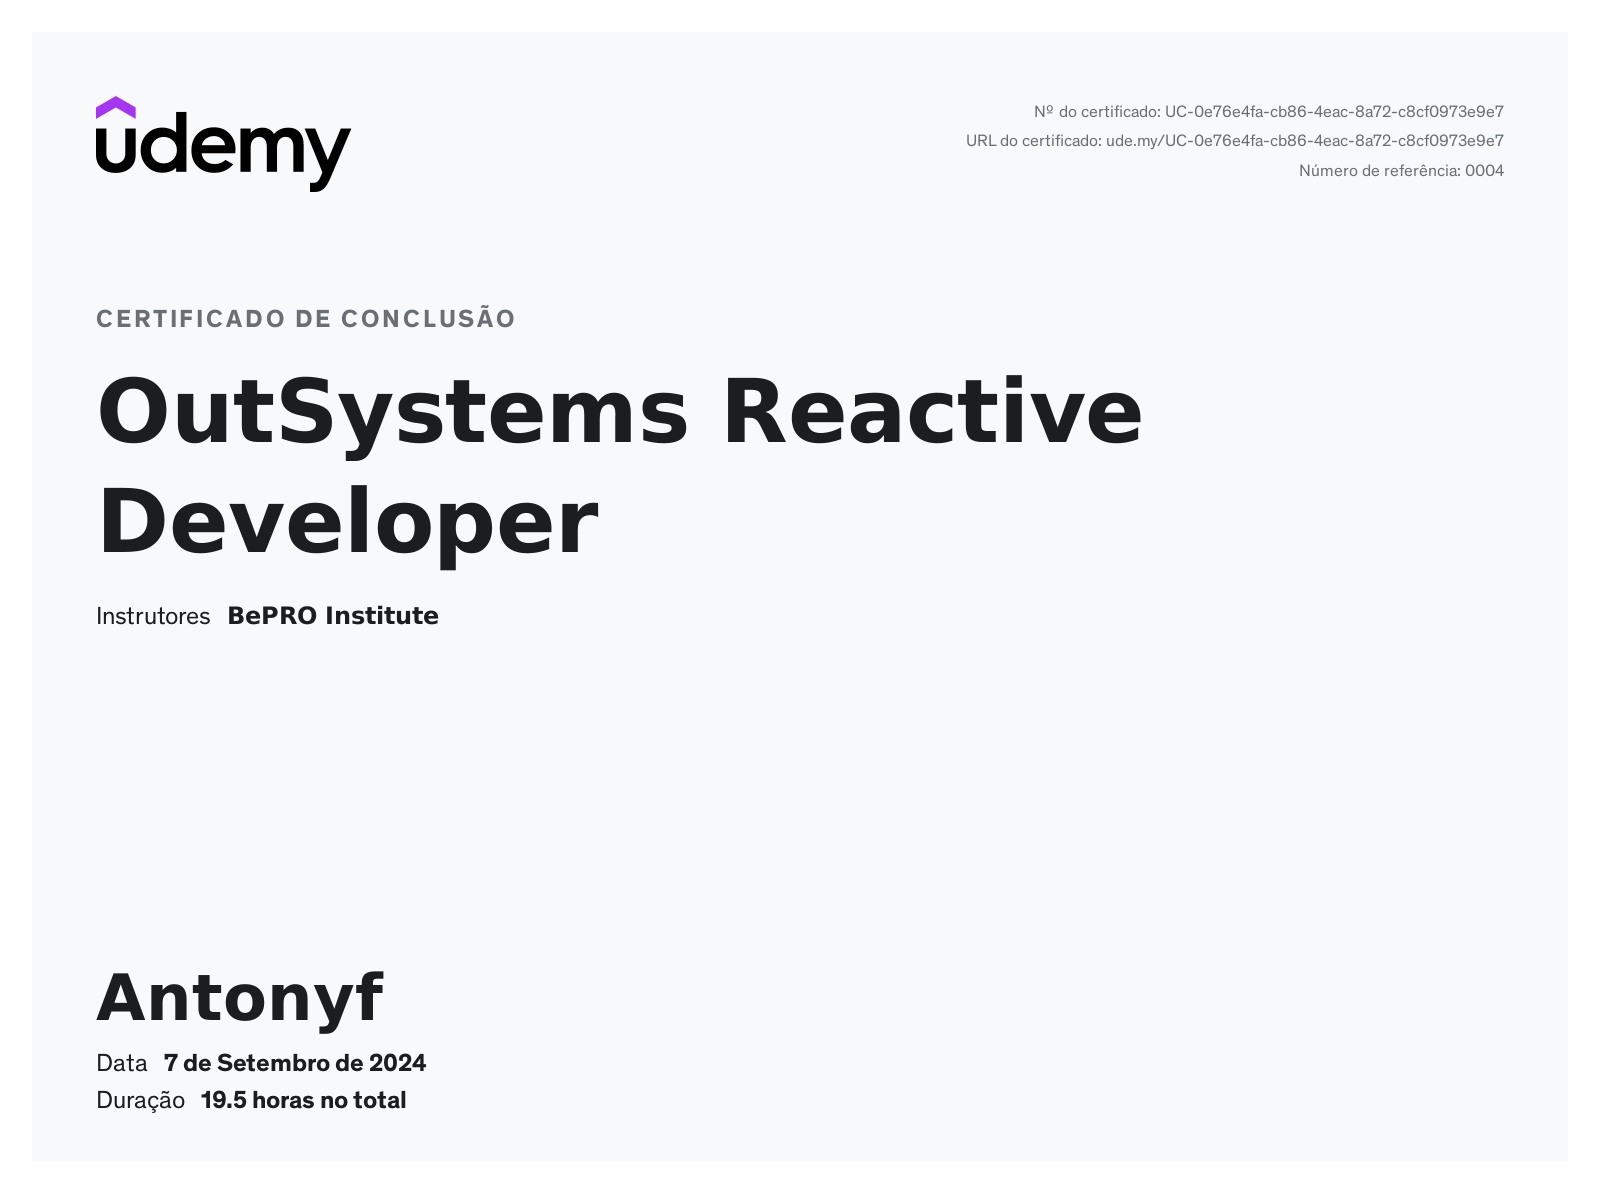 udemy
Nº do certificado: UC-0e76e4fa-cb86-4eac-8a72-c8cf0973e9e7
URL do certificado: ude.my/UC-0e76e4fa-cb86-4eac-8a72-c8cf0973e9e7
Número de referência: 0004
CERTIFICADO DE CONCLUSÃO
OutSystems Reactive
Developer
Instrutores BePRO Institute
Antonyf
Data 7 de Setembro de 2024
Duração 19.5 horas no total